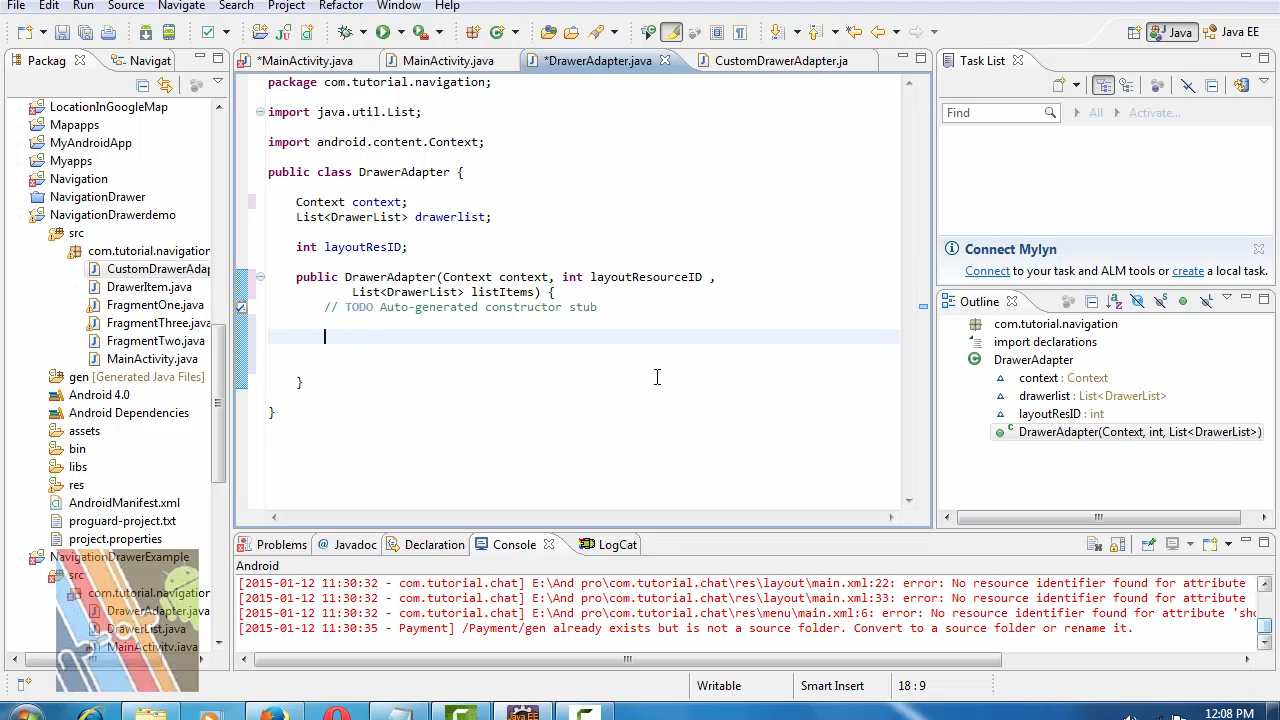 File Edit Run Source Navigate Search Project Refactor Window Help
Java
Java EE
Packag
Navigat
*MainActivity.java
MainActivity.java
*DrawerAdapter.java
CustomDrawerAdapter.ja
Task List
LocationInGoogleMap
Mapapps
MyAndroidApp
Myapps
Navigation
NavigationDrawer
NavigationDrawerdemo
src
com.tutorial.navigation
CustomDrawerAdap
DrawerItem.java
FragmentOne.java
FragmentThree.java
FragmentTwo.java
MainActivity.java
gen [Generated Java Files]
Android 4.0
Android Dependencies
assets
bin
libs
res
AndroidManifest.xml
proguard-project.txt
project.properties
NavigationDrawerExample
src
com.tutorial.navigation
DrawerAdapter.java
DrawerList.java
MainActivity.java
package com.tutorial.navigation;
import java.util.List;
import android.content.Context;
public class DrawerAdapter {
Context context;
List<DrawerList> drawerlist;
int layoutResID;
public DrawerAdapter(Context context, int layoutResourceID ,
List<DrawerList> listItems) {
// TODO Auto-generated constructor stub
}
}
Find
All
Activate...
Connect Mylyn
Connect to your task and ALM tools or create a local task.
Outline
com.tutorial.navigation
import declarations
DrawerAdapter
context : Context
drawerlist : List<DrawerList>
layoutResID : int
DrawerAdapter(Context, int, List<DrawerList>)
Problems
Javadoc
Declaration
Console
LogCat
Android
[2015-01-12 11:30:32 - com.tutorial.chat] E:\And pro\com.tutorial.chat\res\layout\main.xml:22: error: No resource identifier found for attribute
[2015-01-12 11:30:32 - com.tutorial.chat] E:\And pro\com.tutorial.chat\res\layout\main.xml:33: error: No resource identifier found for attribute
[2015-01-12 11:30:32 - com.tutorial.chat] E:\And pro\com.tutorial.chat\res\menu\main.xml:6: error: No resource identifier found for attribute 'sho
[2015-01-12 11:30:35 - Payment] /Payment/gen already exists but is not a source folder. Convert to a source folder or rename it.
Writable
Smart Insert
18 : 9
12:08 PM